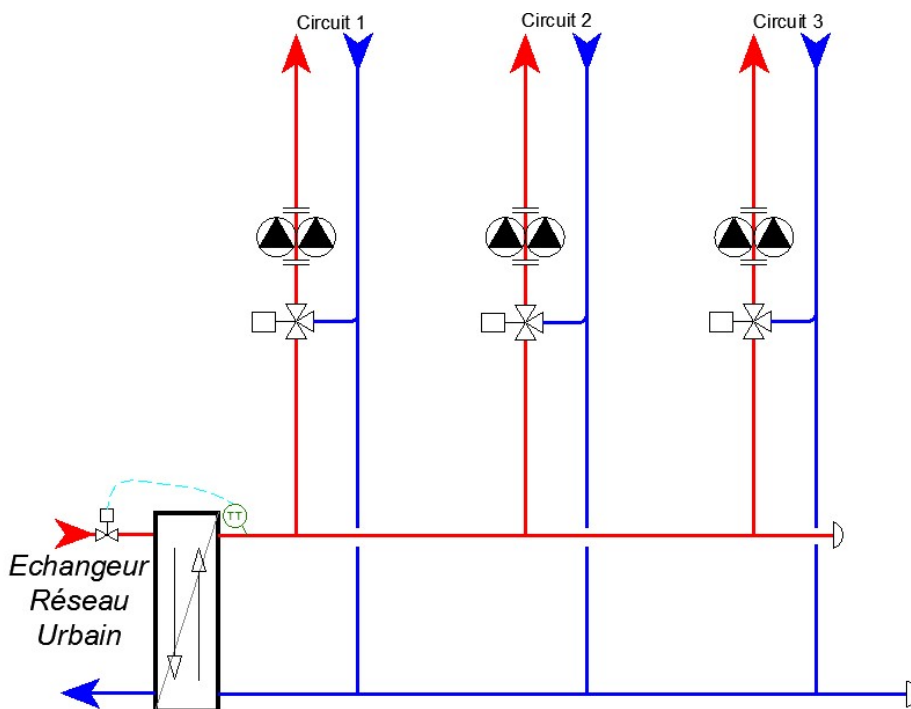 Circuit 1
Circuit 2
Circuit 3
TT
Echangeur
Réseau
Urbain